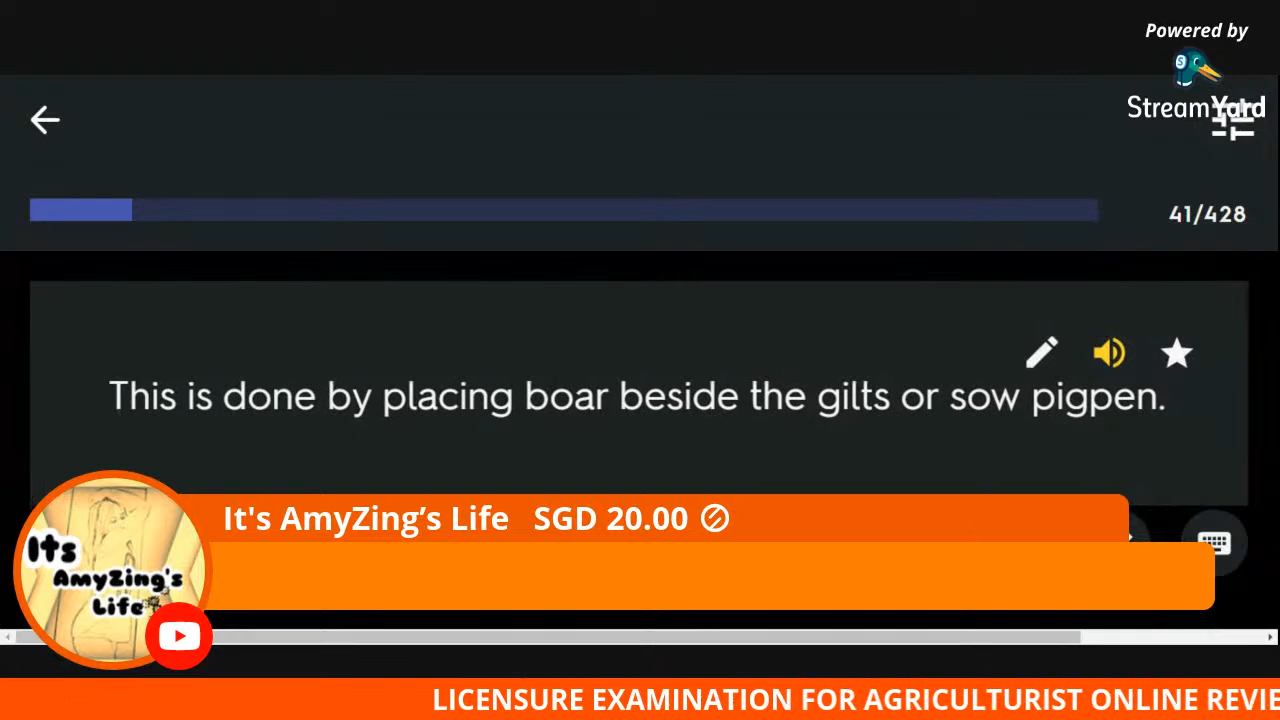 Powered by
StreamYard
41/428
This is done by placing boar beside the gilts or sow pigpen.
It's AmyZing’s Life SGD 20.00
Its
AmyZing's
Life
LICENSURE EXAMINATION FOR AGRICULTURIST ONLINE REVIE